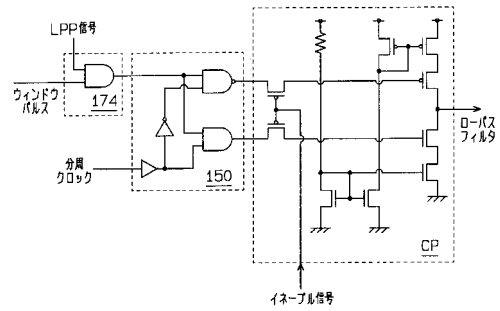 LPP信号
174
ウィンドウ
パルス
分周
クロック
150
ローパス
フィルタ
CP
イネーブル信号